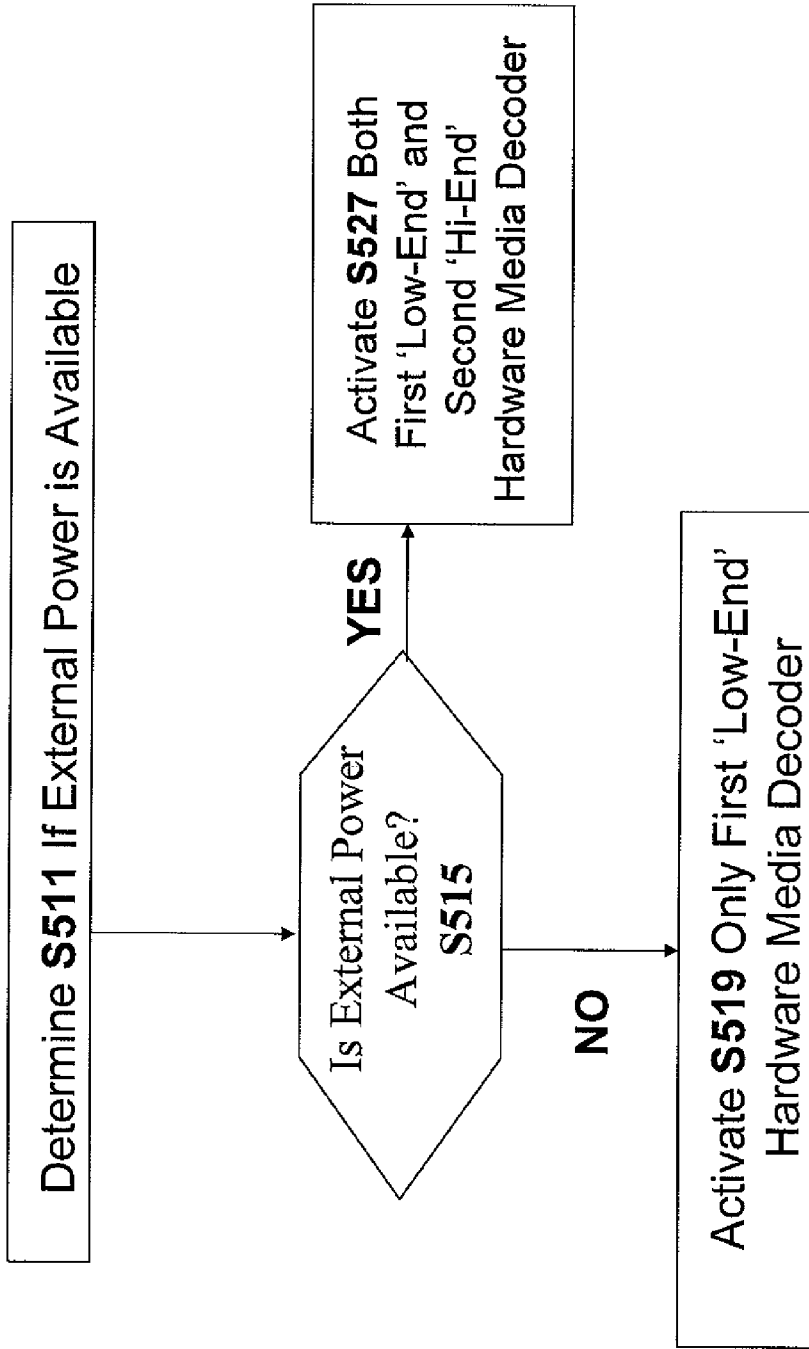 Determine S511 If External Power is Available
Is External Power
Available?
S515
YES
Activate S527 Both
First ‘Low-End’ and
Second ‘Hi-End’
Hardware Media Decoder
NO
Activate S519 Only First ‘Low-End’
Hardware Media Decoder